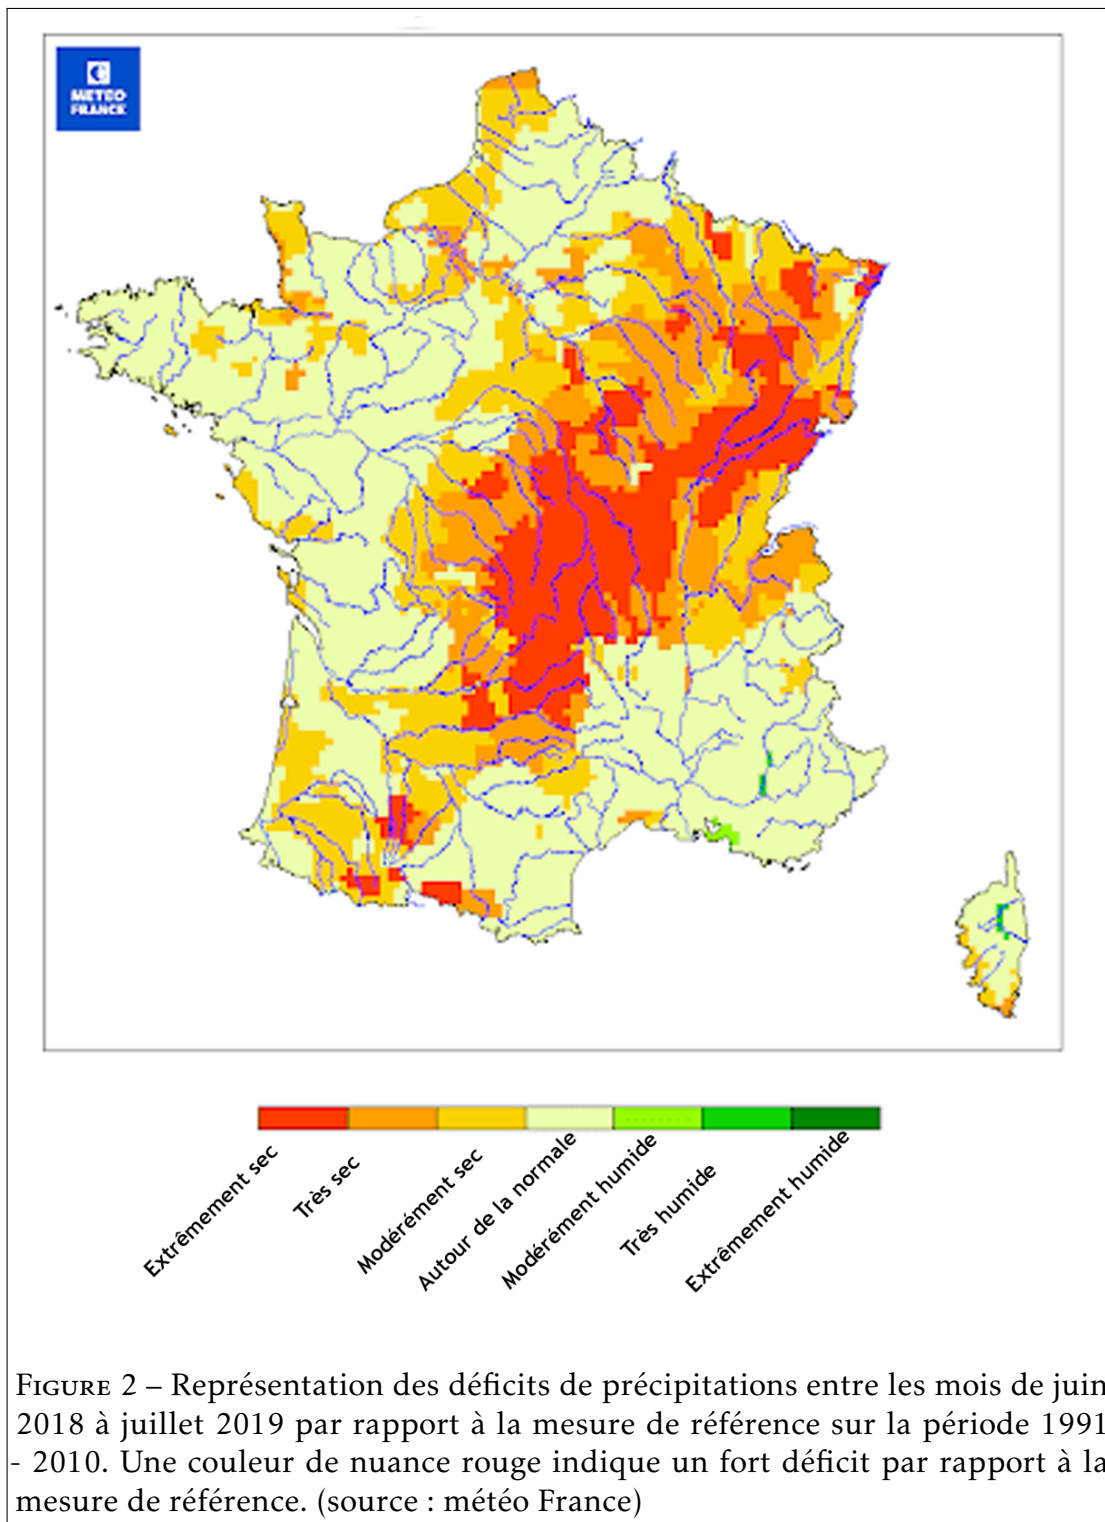 METEO
FRANCE
Extrêmement sec
Très sec
Modérément sec
Autour de la normale
Modérément humide
Très humide
Extrêmement humide
FIGURE 2 – Représentation des déficits de précipitations entre les mois de juin
2018 à juillet 2019 par rapport à la mesure de référence sur la période 1991
- 2010. Une couleur de nuance rouge indique un fort déficit par rapport à la
mesure de référence. (source : météo France)